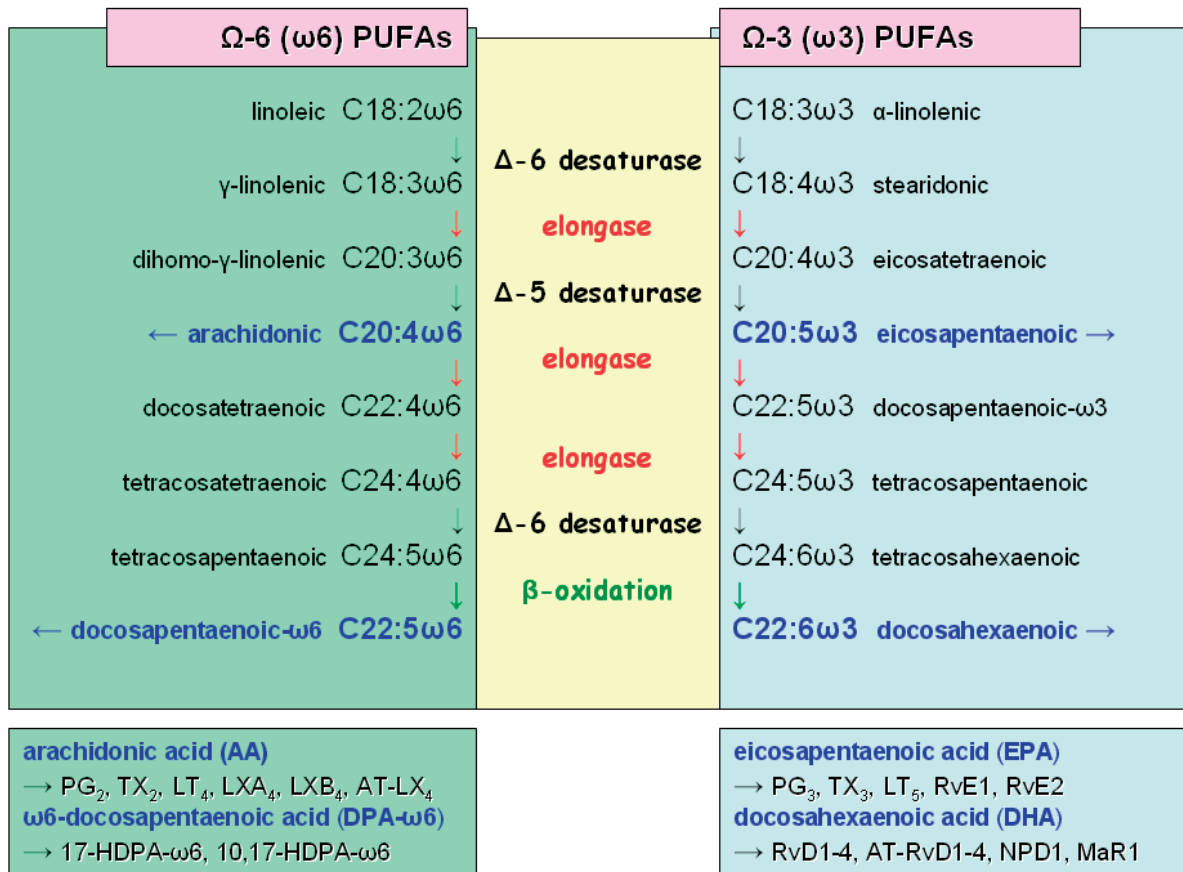 Ω-6 (ω6) PUFAs
Ω-3 (ω3) PUFAs
linoleic C18:2ω6
↓
γ-linolenic C18:3ω6
↓
dihomo-γ-linolenic C20:3ω6
↓
← arachidonic C20:4ω6
↓
docosatetraenoic C22:4ω6
↓
tetracosatetraenoic C24:4ω6
↓
tetracosapentaenoic C24:5ω6
↓
← docosapentaenoic-ω6 C22:5ω6
Δ-6 desaturase
elongase
Δ-5 desaturase
elongase
elongase
Δ-6 desaturase
β-oxidation
C18:3ω3 α-linolenic
↓
C18:4ω3 stearidonic
↓
C20:4ω3 eicosatetraenoic
↓
C20:5ω3 eicosapentaenoic →
↓
C22:5ω3 docosapentaenoic-ω3
↓
C24:5ω3 tetracosapentaenoic
↓
C24:6ω3 tetracosahexaenoic
↓
C22:6ω3 docosahexaenoic →
arachidonic acid (AA)
→ PG₂, TX₂, LT₄, LXA₄, LXB₄, AT-LX₄
ω6-docosapentaenoic acid (DPA-ω6)
→ 17-HDPA-ω6, 10,17-HDPA-ω6
eicosapentaenoic acid (EPA)
→ PG₃, TX₃, LT₅, RvE1, RvE2
docosahexaenoic acid (DHA)
→ RvD1-4, AT-RvD1-4, NPD1, MaR1